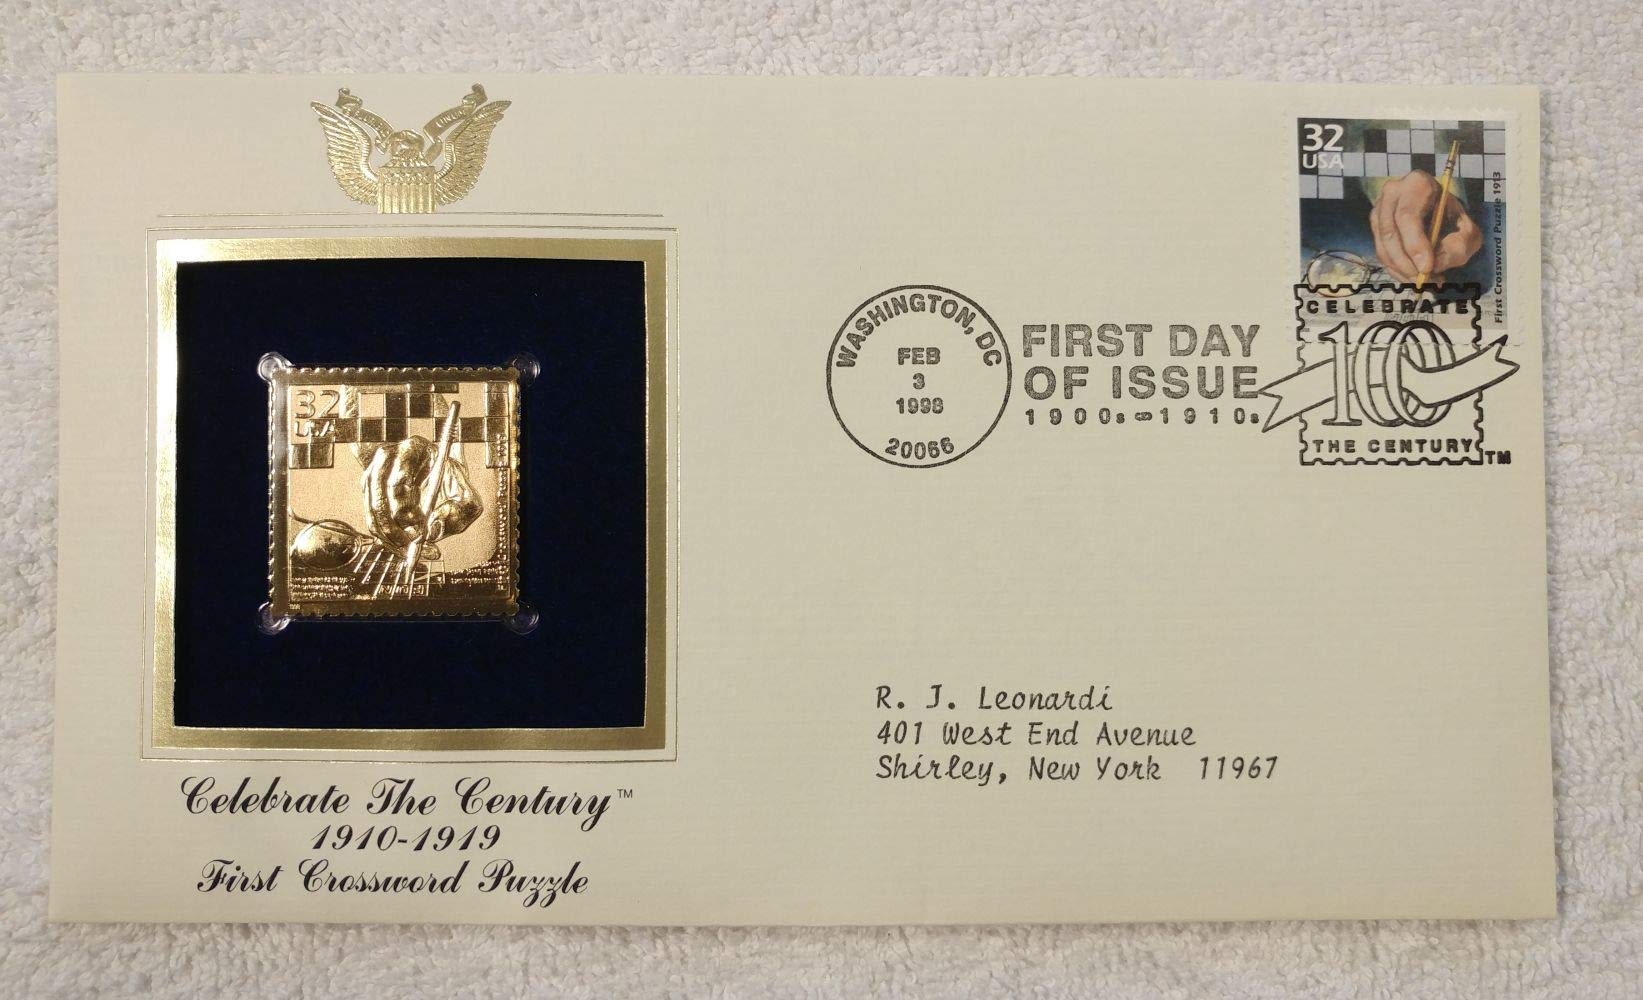 32
USA
First Crossword Puzzle 1913
CELEBRATE
100
THE CENTURY
TM
WASHINGTON, DC
FEB
3
1998
20066
FIRST DAY
OF ISSUE
1900s-1910s
32
USA
R. J. Leonardi
401 West End Avenue
Shirley, New York 11967
Celebrate The Century™
1910-1919
First Crossword Puzzle